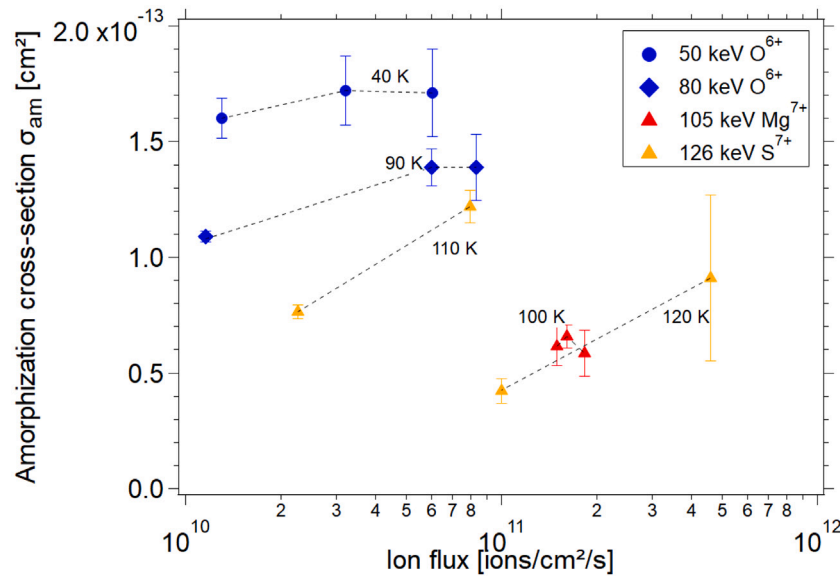 2.0 x10⁻¹³
50 keV O⁶⁺
80 keV O⁶⁺
105 keV Mg⁷⁺
126 keV S⁷⁺
40 K
1.5
90 K
110 K
1.0
100 K
120 K
0.5
0.0
Amorphization cross-section σam [cm²]
2 3 4 5 6 7 8 2 3 4 5 6 7 8
10¹⁰ 10¹¹ 10¹²
Ion flux [ions/cm²/s]